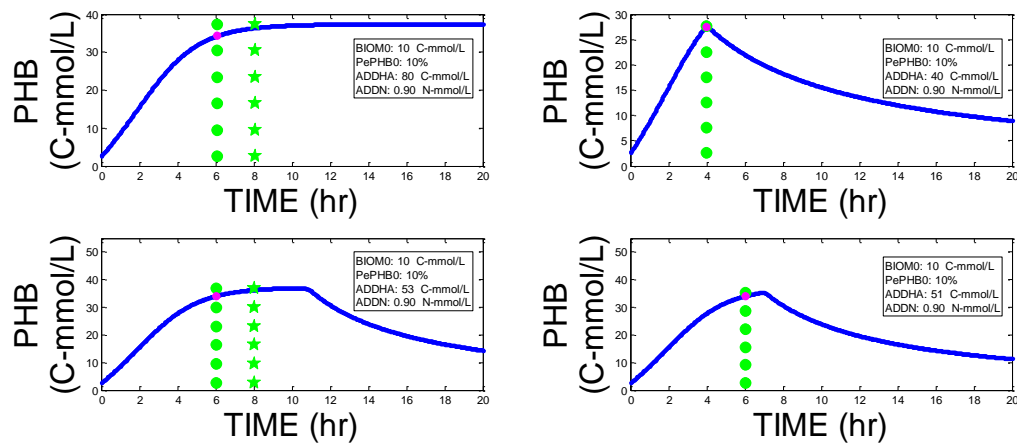 PHB
(C-mmol/L)
40
30
20
10
0
BIOM0: 10 C-mmol/L
PePHB0: 10%
ADDHA: 80 C-mmol/L
ADDN: 0.90 N-mmol/L
0 2 4 6 8 10 12 14 16 18 20
TIME (hr)
PHB
(C-mmol/L)
30
25
20
15
10
5
0
BIOM0: 10 C-mmol/L
PePHB0: 10%
ADDHA: 40 C-mmol/L
ADDN: 0.90 N-mmol/L
0 2 4 6 8 10 12 14 16 18 20
TIME (hr)
PHB
(C-mmol/L)
50
40
30
20
10
0
BIOM0: 10 C-mmol/L
PePHB0: 10%
ADDHA: 53 C-mmol/L
ADDN: 0.90 N-mmol/L
0 2 4 6 8 10 12 14 16 18 20
TIME (hr)
PHB
(C-mmol/L)
50
40
30
20
10
0
BIOM0: 10 C-mmol/L
PePHB0: 10%
ADDHA: 51 C-mmol/L
ADDN: 0.90 N-mmol/L
0 2 4 6 8 10 12 14 16 18 20
TIME (hr)